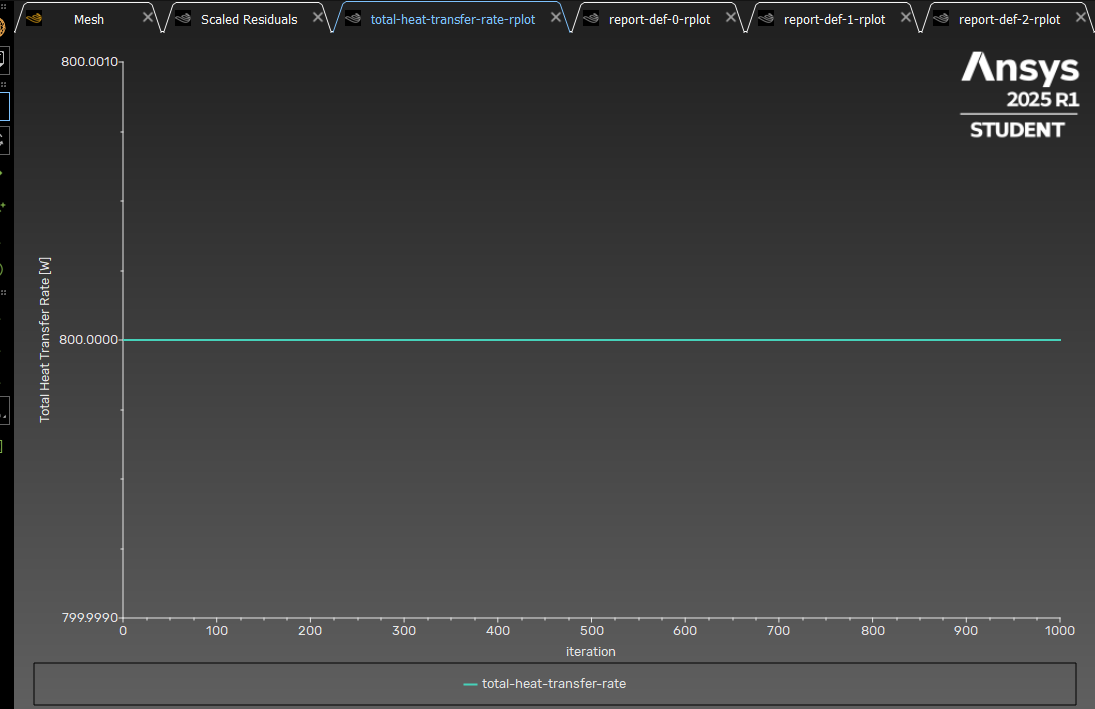 Mesh
Scaled Residuals
total-heat-transfer-rate-rplot
report-def-0-rplot
report-def-1-rplot
report-def-2-rplot
Ansys
2025 R1
STUDENT
800.0010
800.0000
799.9990
Total Heat Transfer Rate [W]
0 100 200 300 400 500 600 700 800 900 1000
iteration
total-heat-transfer-rate